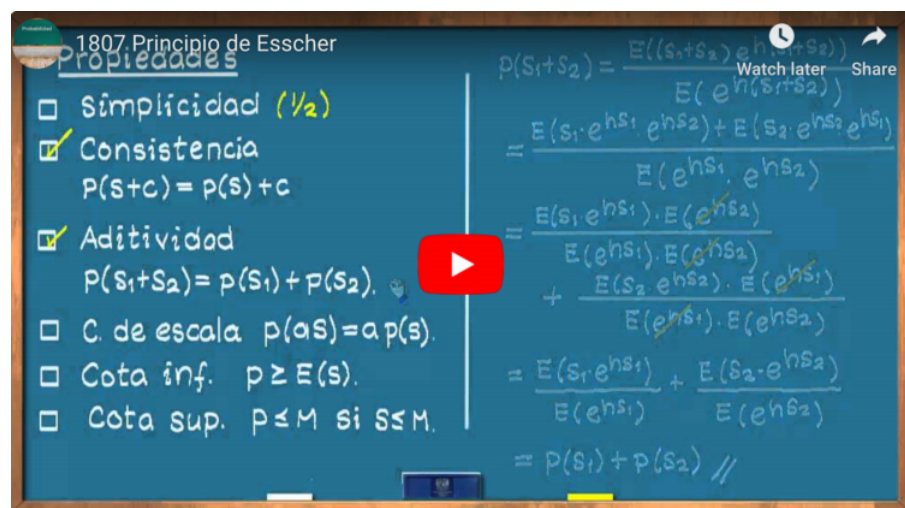 Probabilidad
1807 Principio de Esscher
Watch later
Share
Propiedades
□ Simplicidad (1/2)
☑ Consistencia
p(S+c) = p(S)+c
☑ Aditividad
p(S₁+S₂) = p(S₁) + p(S₂).
□ C. de escala p(aS)=a p(S).
□ Cota inf. p ≥ E(S).
□ Cota sup. p ≤ M si S≤M.
p(S₁+S₂) = E((S₁+S₂) e^h(S₁+S₂)) / E(e^h(S₁+S₂))
= E(S₁·e^hS₁·e^hS₂) + E(S₂·e^hS₂ e^hS₁) / E(e^hS₁·e^hS₂)
= E(S₁·e^hS₁)·E(e^hS₂) / E(e^hS₁)·E(e^hS₂)
+ E(S₂·e^hS₂)·E(e^hS₁) / E(e^hS₁)·E(e^hS₂)
= E(S₁·e^hS₁) / E(e^hS₁) + E(S₂·e^hS₂) / E(e^hS₂)
= p(S₁) + p(S₂) //